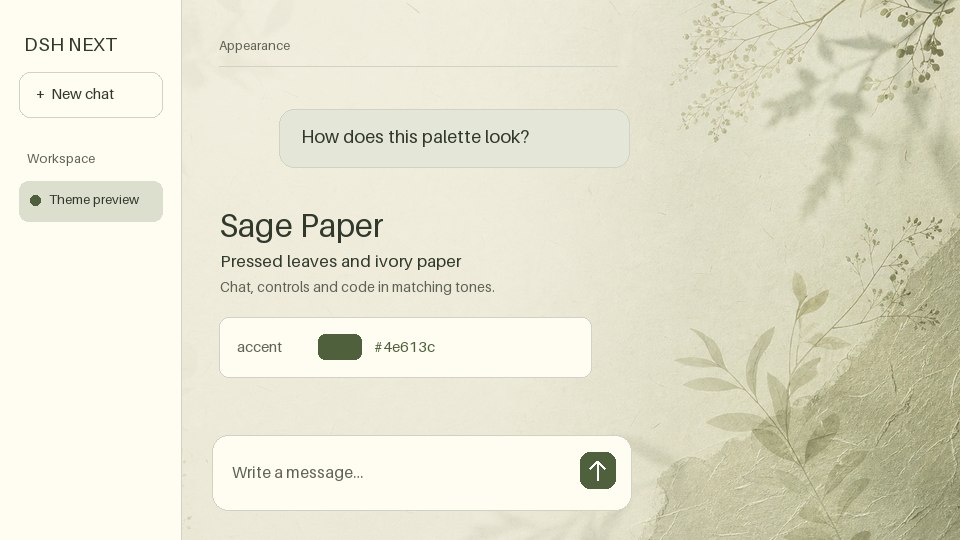 DSH NEXT
+ New chat
Workspace
Theme preview
Appearance
How does this palette look?
Sage Paper
Pressed leaves and ivory paper
Chat, controls and code in matching tones.
accent #4e613c
Write a message...